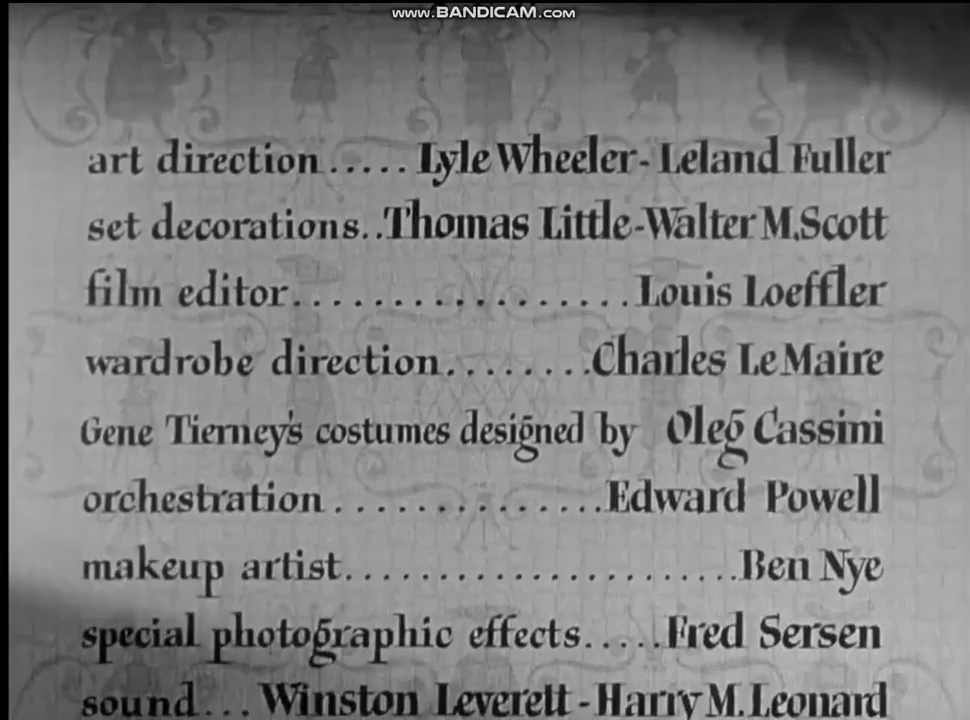 www.BANDICAM.com
art direction..... Lyle Wheeler - Leland Fuller
set decorations..Thomas Little-Walter M.Scott
film editor.................Louis Loeffler
wardrobe direction........Charles LeMaire
Gene Tierney's costumes designed by Oleg Cassini
orchestration..............Edward Powell
makeup artist.......................Ben Nye
special photographic effects.....Fred Sersen
sound... Winston Leverett - Harry M. Leonard